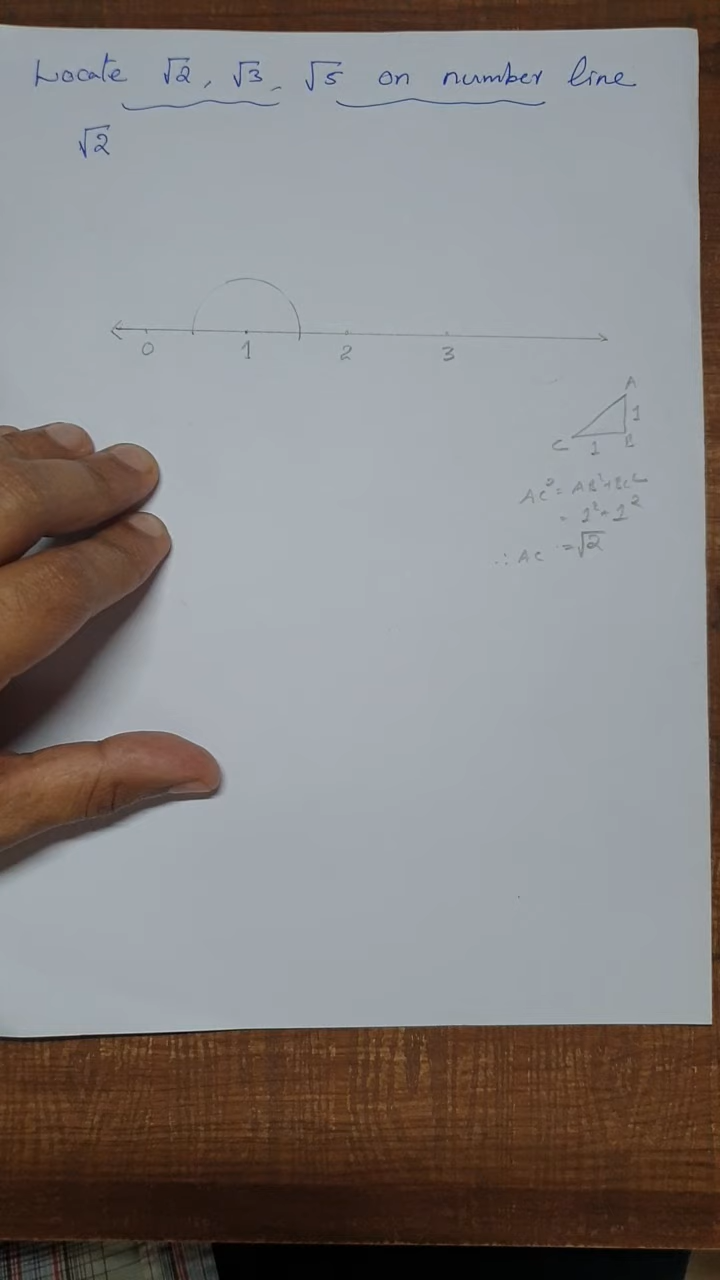 Locate √2, √3, √5 on number line
√2
0 1 2 3
A
1
C 1 B
AC² = AB²+BC²
= 1²+1²
∴ AC = √2